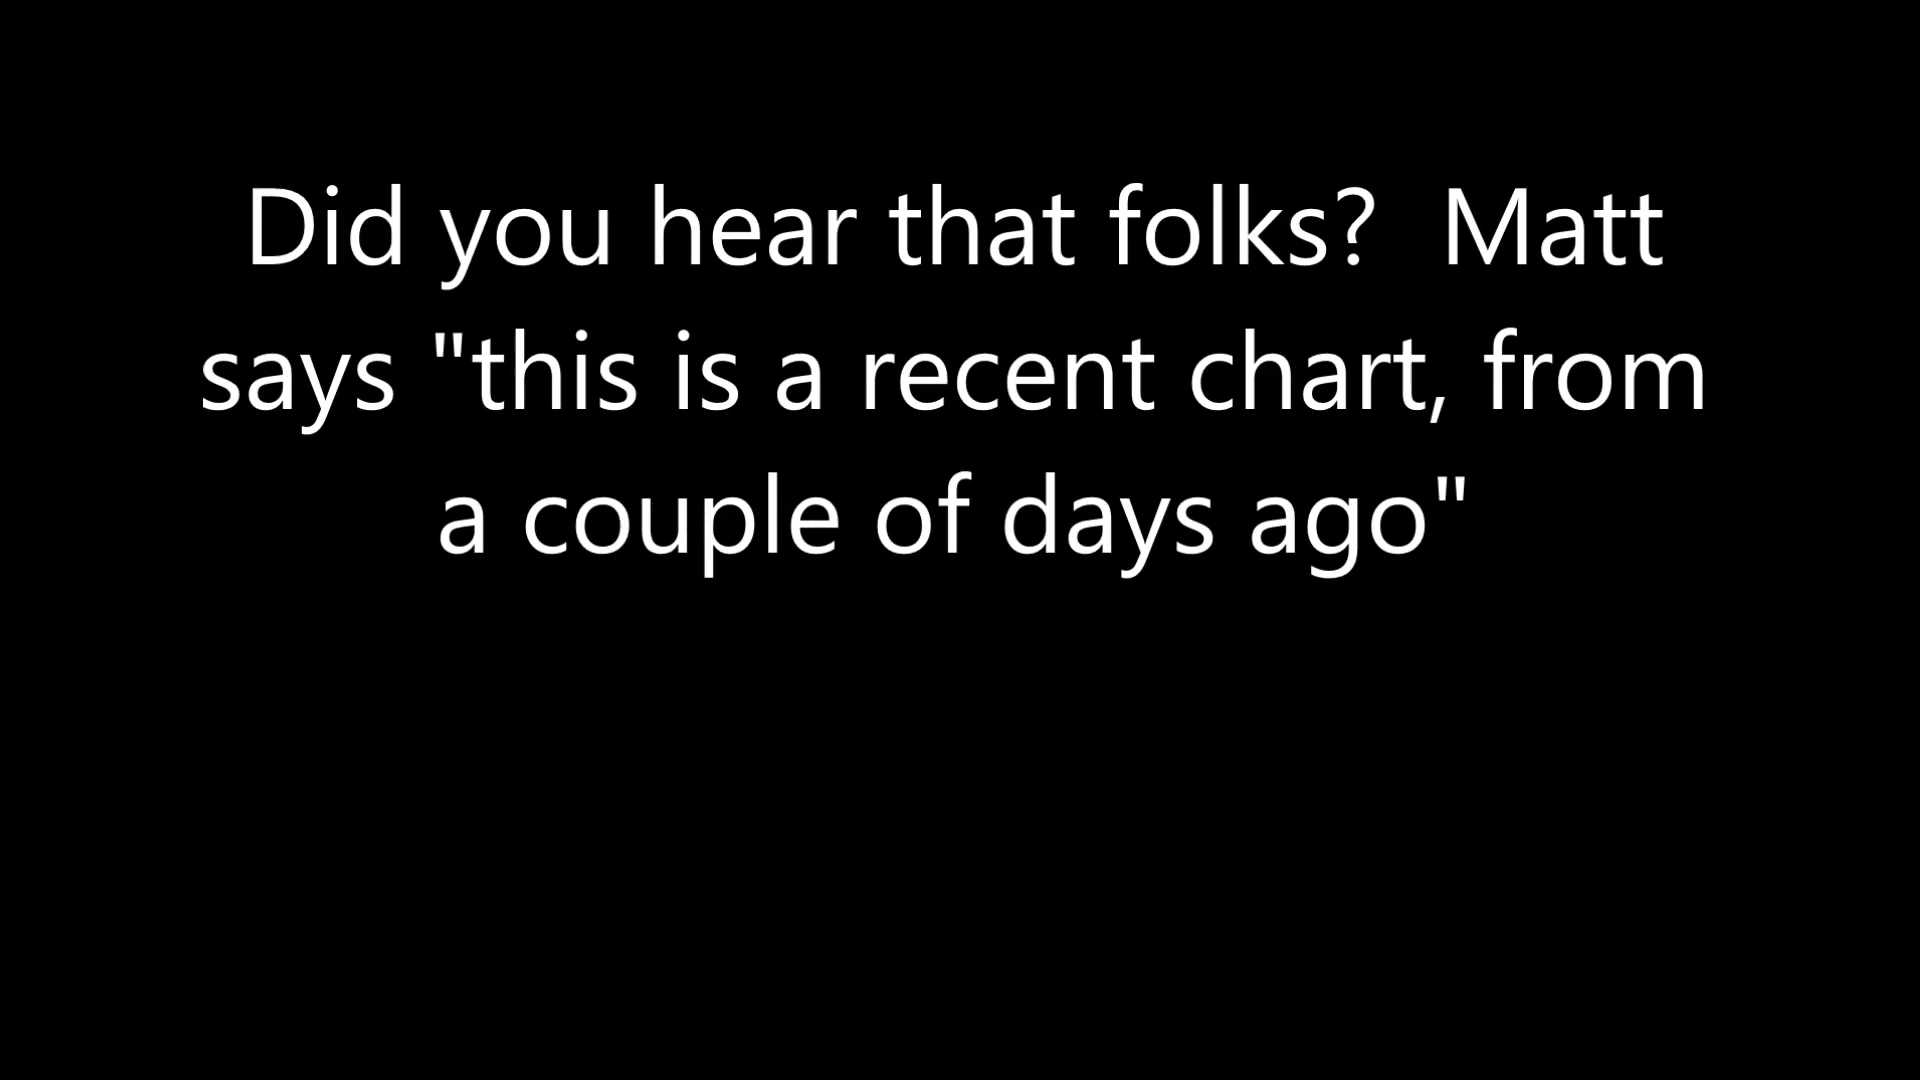 Did you hear that folks?  Matt
says "this is a recent chart, from
a couple of days ago"